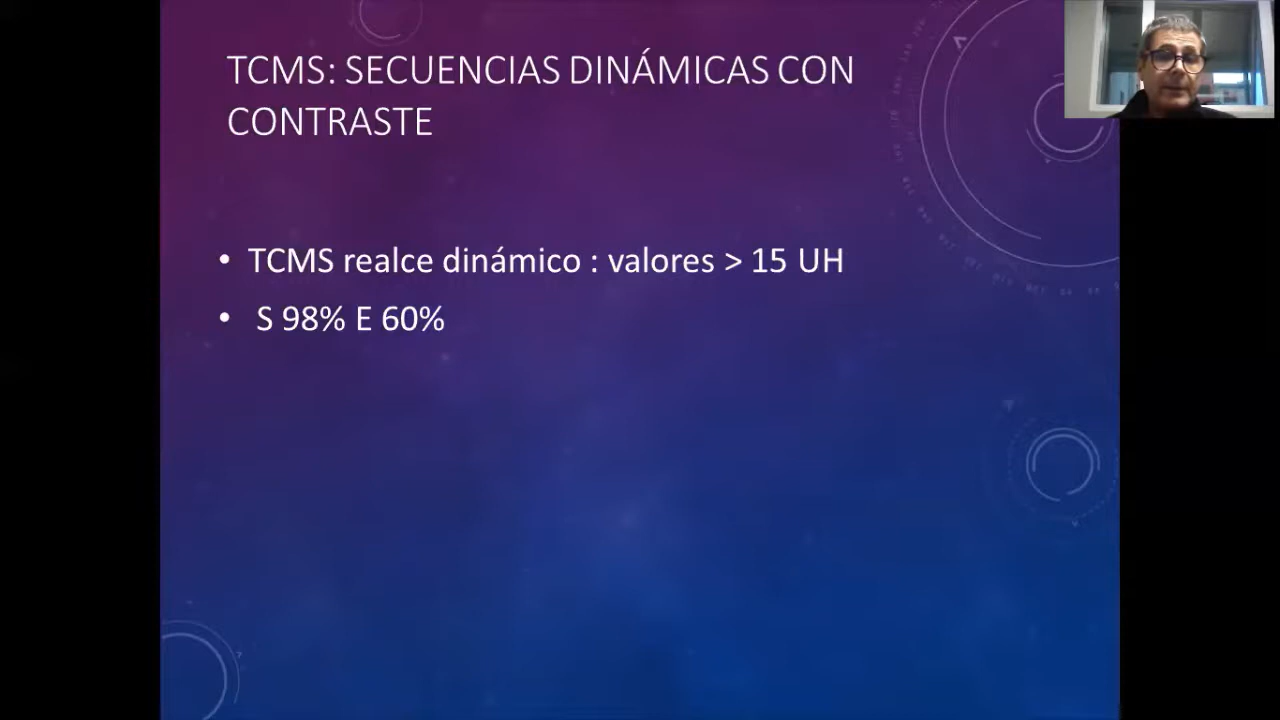 TCMS: SECUENCIAS DINÁMICAS CON
CONTRASTE
• TCMS realce dinámico : valores > 15 UH
• S 98% E 60%